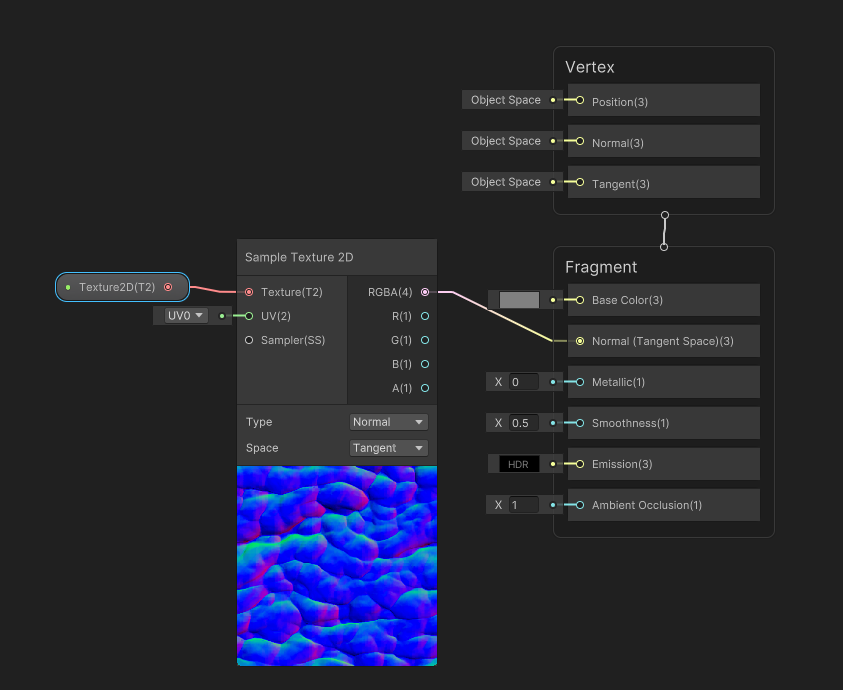 Vertex
Object Space
Position(3)
Object Space
Normal(3)
Object Space
Tangent(3)
Sample Texture 2D
Texture2D(T2)
Texture(T2)
RGBA(4)
UV0
UV(2)
R(1)
Sampler(SS)
G(1)
B(1)
A(1)
Type
Normal
Space
Tangent
Fragment
Base Color(3)
Normal (Tangent Space)(3)
X 0
Metallic(1)
X 0.5
Smoothness(1)
HDR
Emission(3)
X 1
Ambient Occlusion(1)